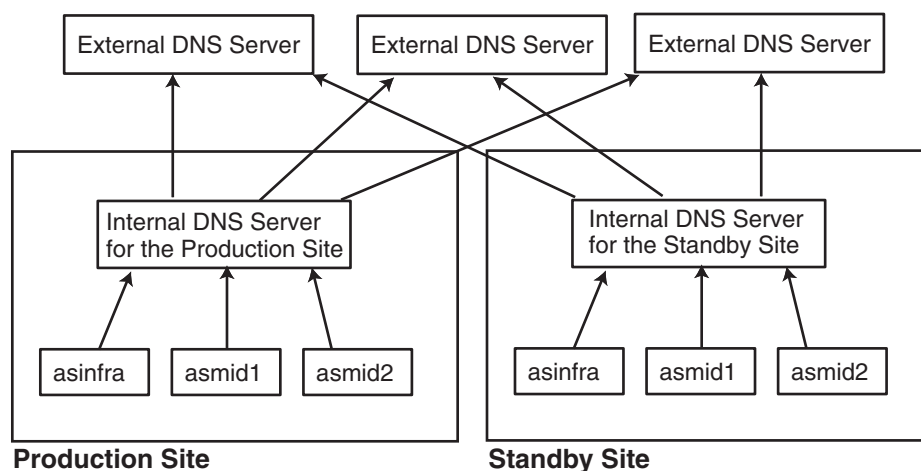 External DNS Server
External DNS Server
External DNS Server
Internal DNS Server
for the Production Site
Internal DNS Server
for the Standby Site
asinfra
asmid1
asmid2
asinfra
asmid1
asmid2
Production Site
Standby Site